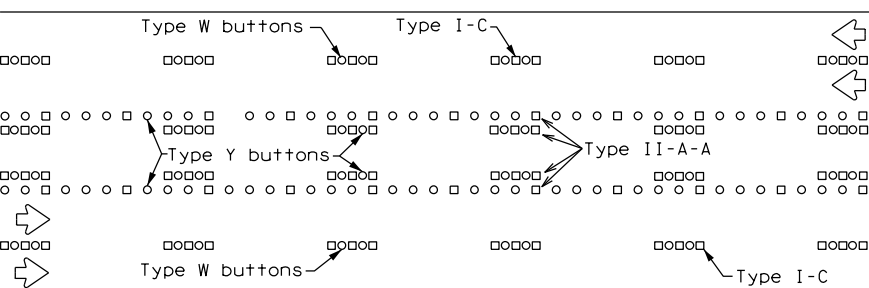 Type W buttons
Type I-C
Type Y buttons
Type II-A-A
Type W buttons
Type I-C